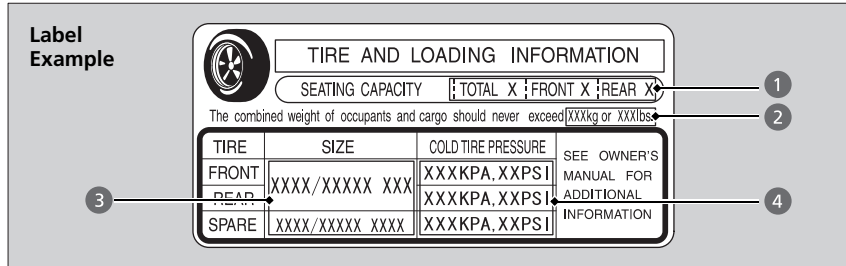 Label
Example
TIRE AND LOADING INFORMATION
SEATING CAPACITY TOTAL X FRONT X REAR X
1
The combined weight of occupants and cargo should never exceed XXXkg or XXXlbs.
2
TIRE SIZE COLD TIRE PRESSURE
SEE OWNER'S
MANUAL FOR
ADDITIONAL
INFORMATION
FRONT XXXX/XXXXX XXX XXXKPA,XXPSI
REAR XXXKPA,XXPSI
3
4
SPARE XXXX/XXXXX XXXX XXXKPA,XXPSI